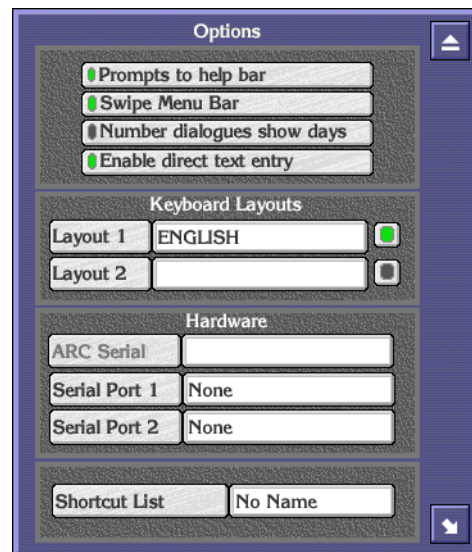 Options
Prompts to help bar
Swipe Menu Bar
Number dialogues show days
Enable direct text entry
Keyboard Layouts
Layout 1 ENGLISH
Layout 2
Hardware
ARC Serial
Serial Port 1 None
Serial Port 2 None
Shortcut List No Name